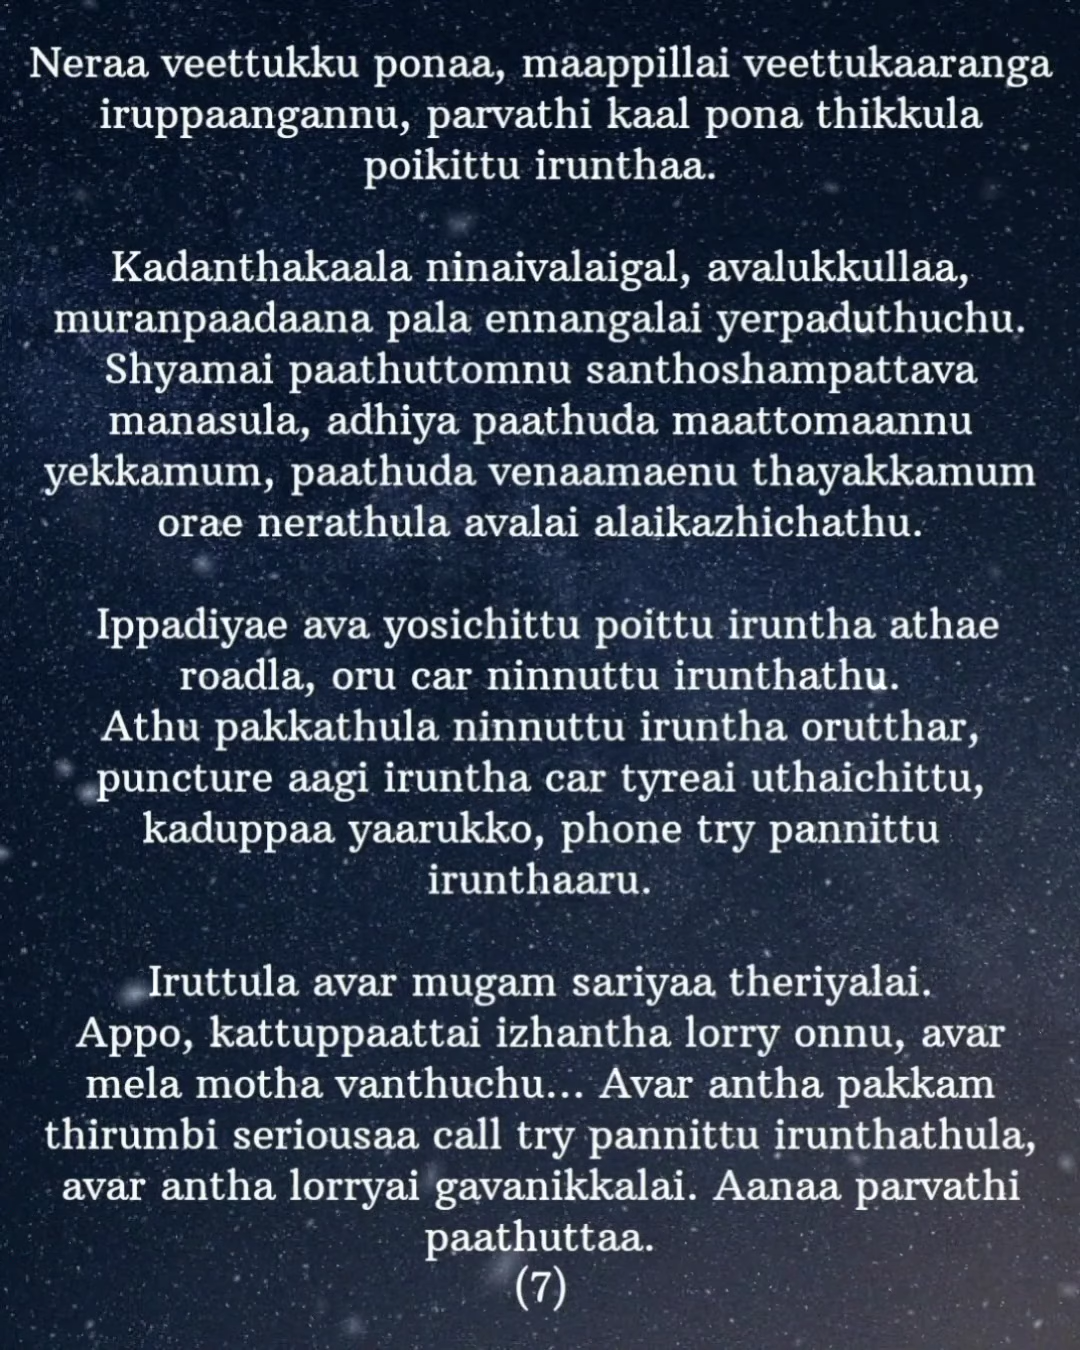 Neraa veettukku ponaa, maappillai veettukaaranga
iruppaangannu, parvathi kaal pona thikkula
poikittu irunthaa.
Kadanthakaala ninaivalaigal, avalukkullaa,
muranpaadaana pala ennangalai yerpaduthuchu.
Shyamai paathuttomnu santhoshampattava
manasula, adhiya paathuda maattomaannu
yekkamum, paathuda venaamaenu thayakkamum
orae nerathula avalai alaikazhichathu.
Ippadiyae ava yosichittu poittu iruntha athae
roadla, oru car ninnuttu irunthathu.
Athu pakkathula ninnuttu iruntha orutthar,
puncture aagi iruntha car tyreai uthaichittu,
kaduppaa yaarukko, phone try pannittu
irunthaaru.
Iruttula avar mugam sariyaa theriyalai.
Appo, kattuppaattai izhantha lorry onnu, avar
mela motha vanthuchu... Avar antha pakkam
thirumbi seriousaa call try pannittu irunthathula,
avar antha lorryai gavanikkalai. Aanaa parvathi
paathuttaa.
(7)